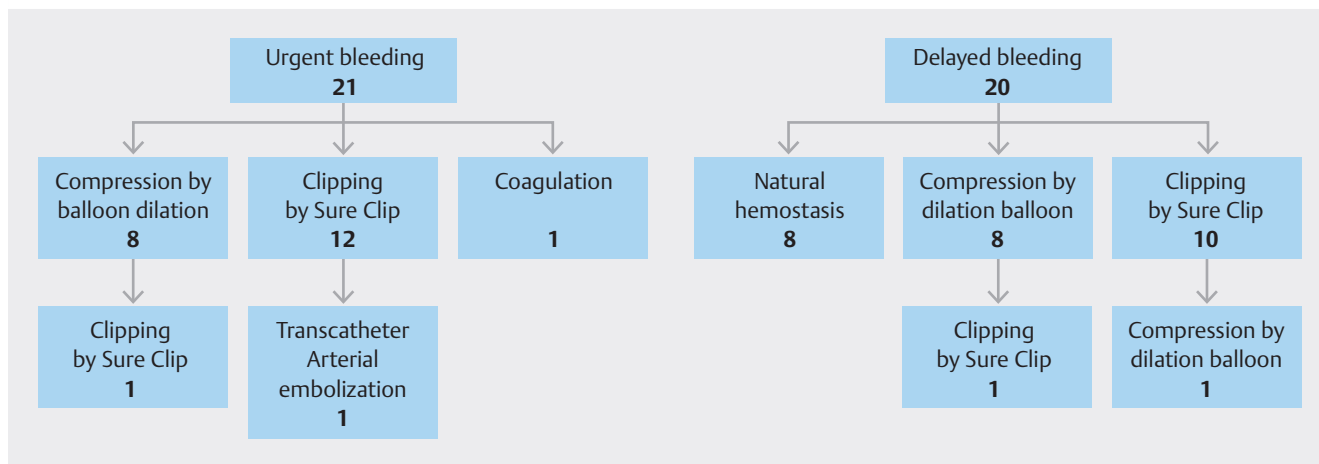 Urgent bleeding
21
Delayed bleeding
20
Compression by
balloon dilation
8
Clipping
by Sure Clip
12
Coagulation
1
Natural
hemostasis
8
Compression by
dilation balloon
8
Clipping
by Sure Clip
10
Clipping
by Sure Clip
1
Transcatheter
Arterial
embolization
1
Clipping
by Sure Clip
1
Compression by
dilation balloon
1